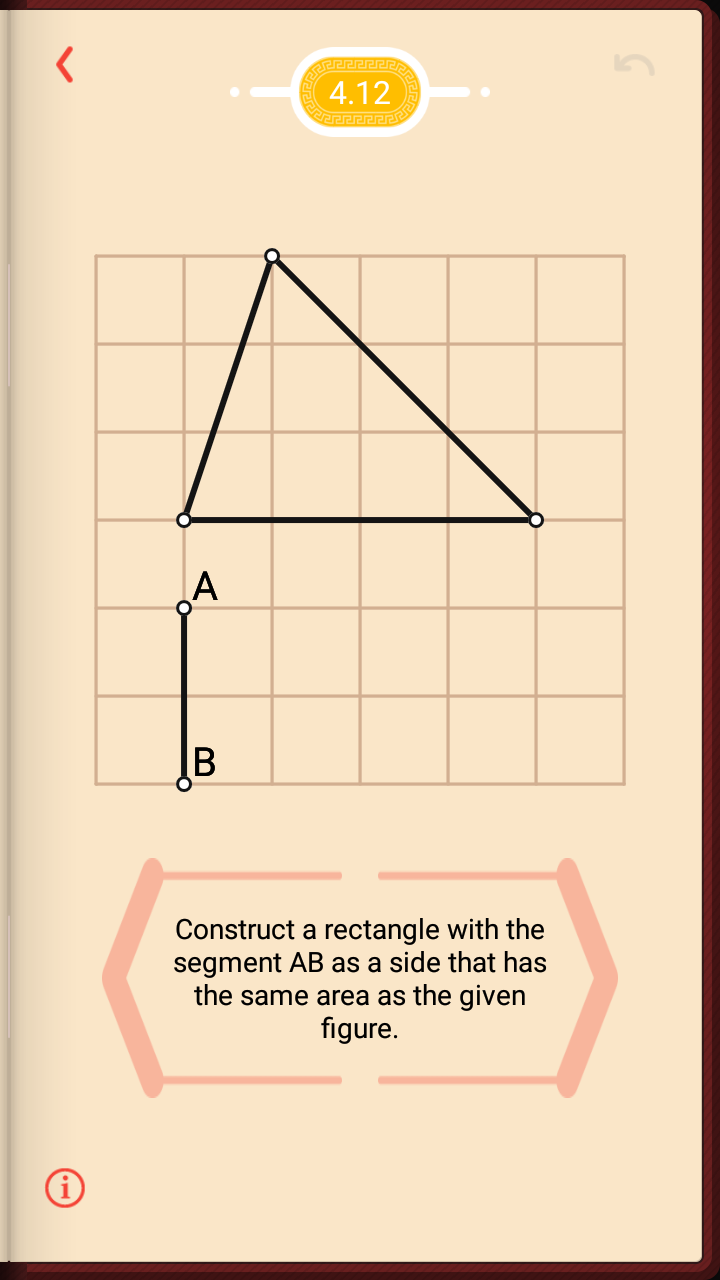 4.12
A
B
Construct a rectangle with the
segment AB as a side that has
the same area as the given
figure.